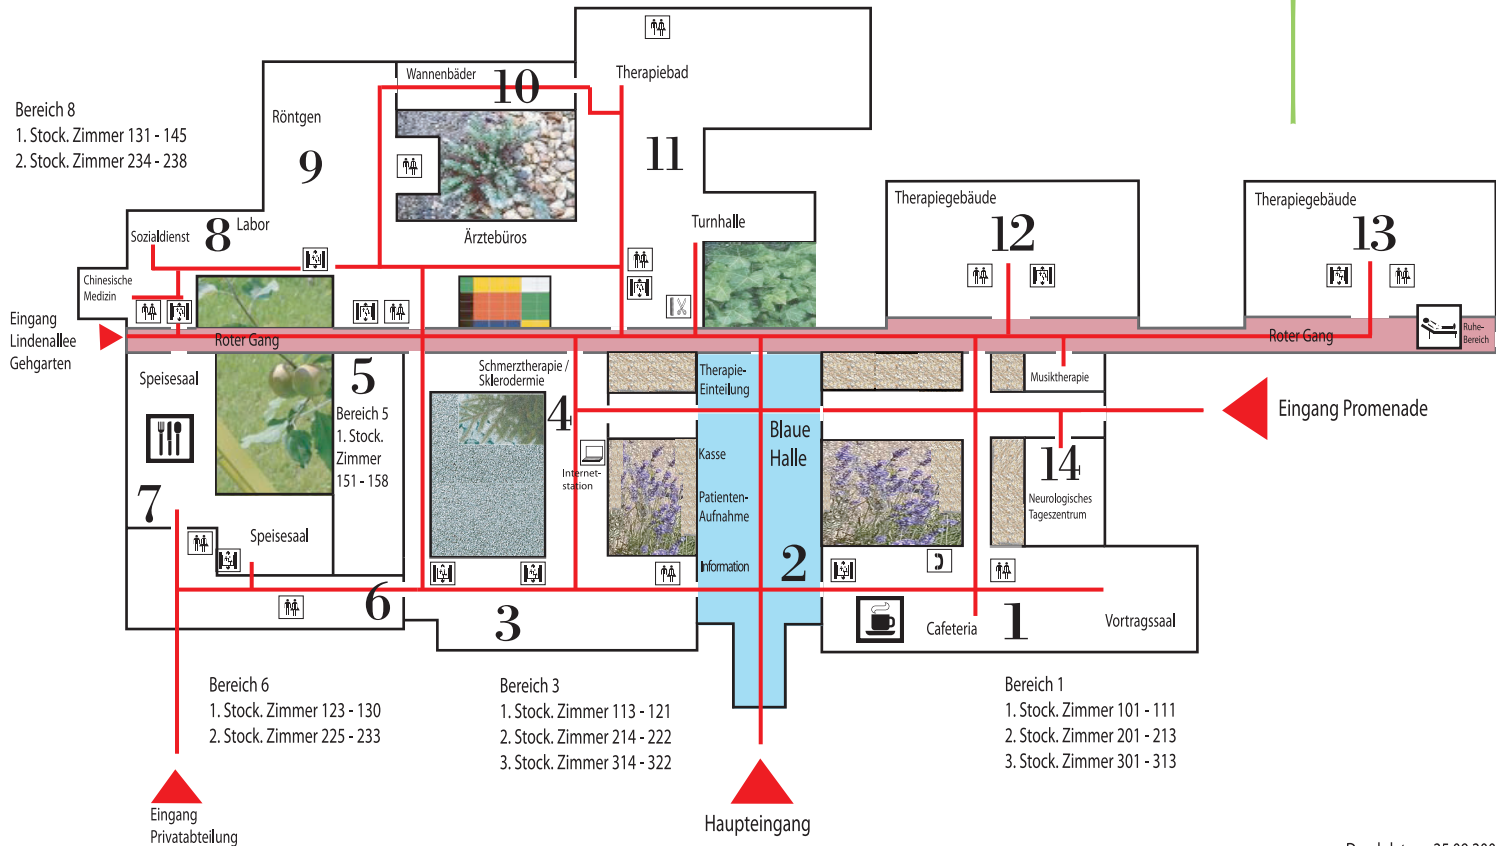 Wannenbäder
10
Therapiebad
Bereich 8
1. Stock. Zimmer 131 - 145
2. Stock. Zimmer 234 - 238
Röntgen
9
11
Therapiegebäude
12
Therapiegebäude
13
Sozialdienst
8
Labor
Ärztebüros
Turnhalle
Chinesische
Medizin
Eingang
Lindenallee
Gehgarten
Roter Gang
Roter Gang
Ruhe-
Bereich
Speisesaal
5
Bereich 5
1. Stock.
Zimmer
151 - 158
Schmerztherapie /
Sklerodermie
4
Therapie-
Einteilung
Musiktherapie
Eingang Promenade
Blaue
Halle
Internet-
station
Kasse
Patienten-
Aufnahme
14
Neurologisches
Tageszentrum
7
Speisesaal
Information
2
6
3
Cafeteria
1
Vortragssaal
Bereich 6
1. Stock. Zimmer 123 - 130
2. Stock. Zimmer 225 - 233
Bereich 3
1. Stock. Zimmer 113 - 121
2. Stock. Zimmer 214 - 222
3. Stock. Zimmer 314 - 322
Bereich 1
1. Stock. Zimmer 101 - 111
2. Stock. Zimmer 201 - 213
3. Stock. Zimmer 301 - 313
Eingang
Privatabteilung
Haupteingang